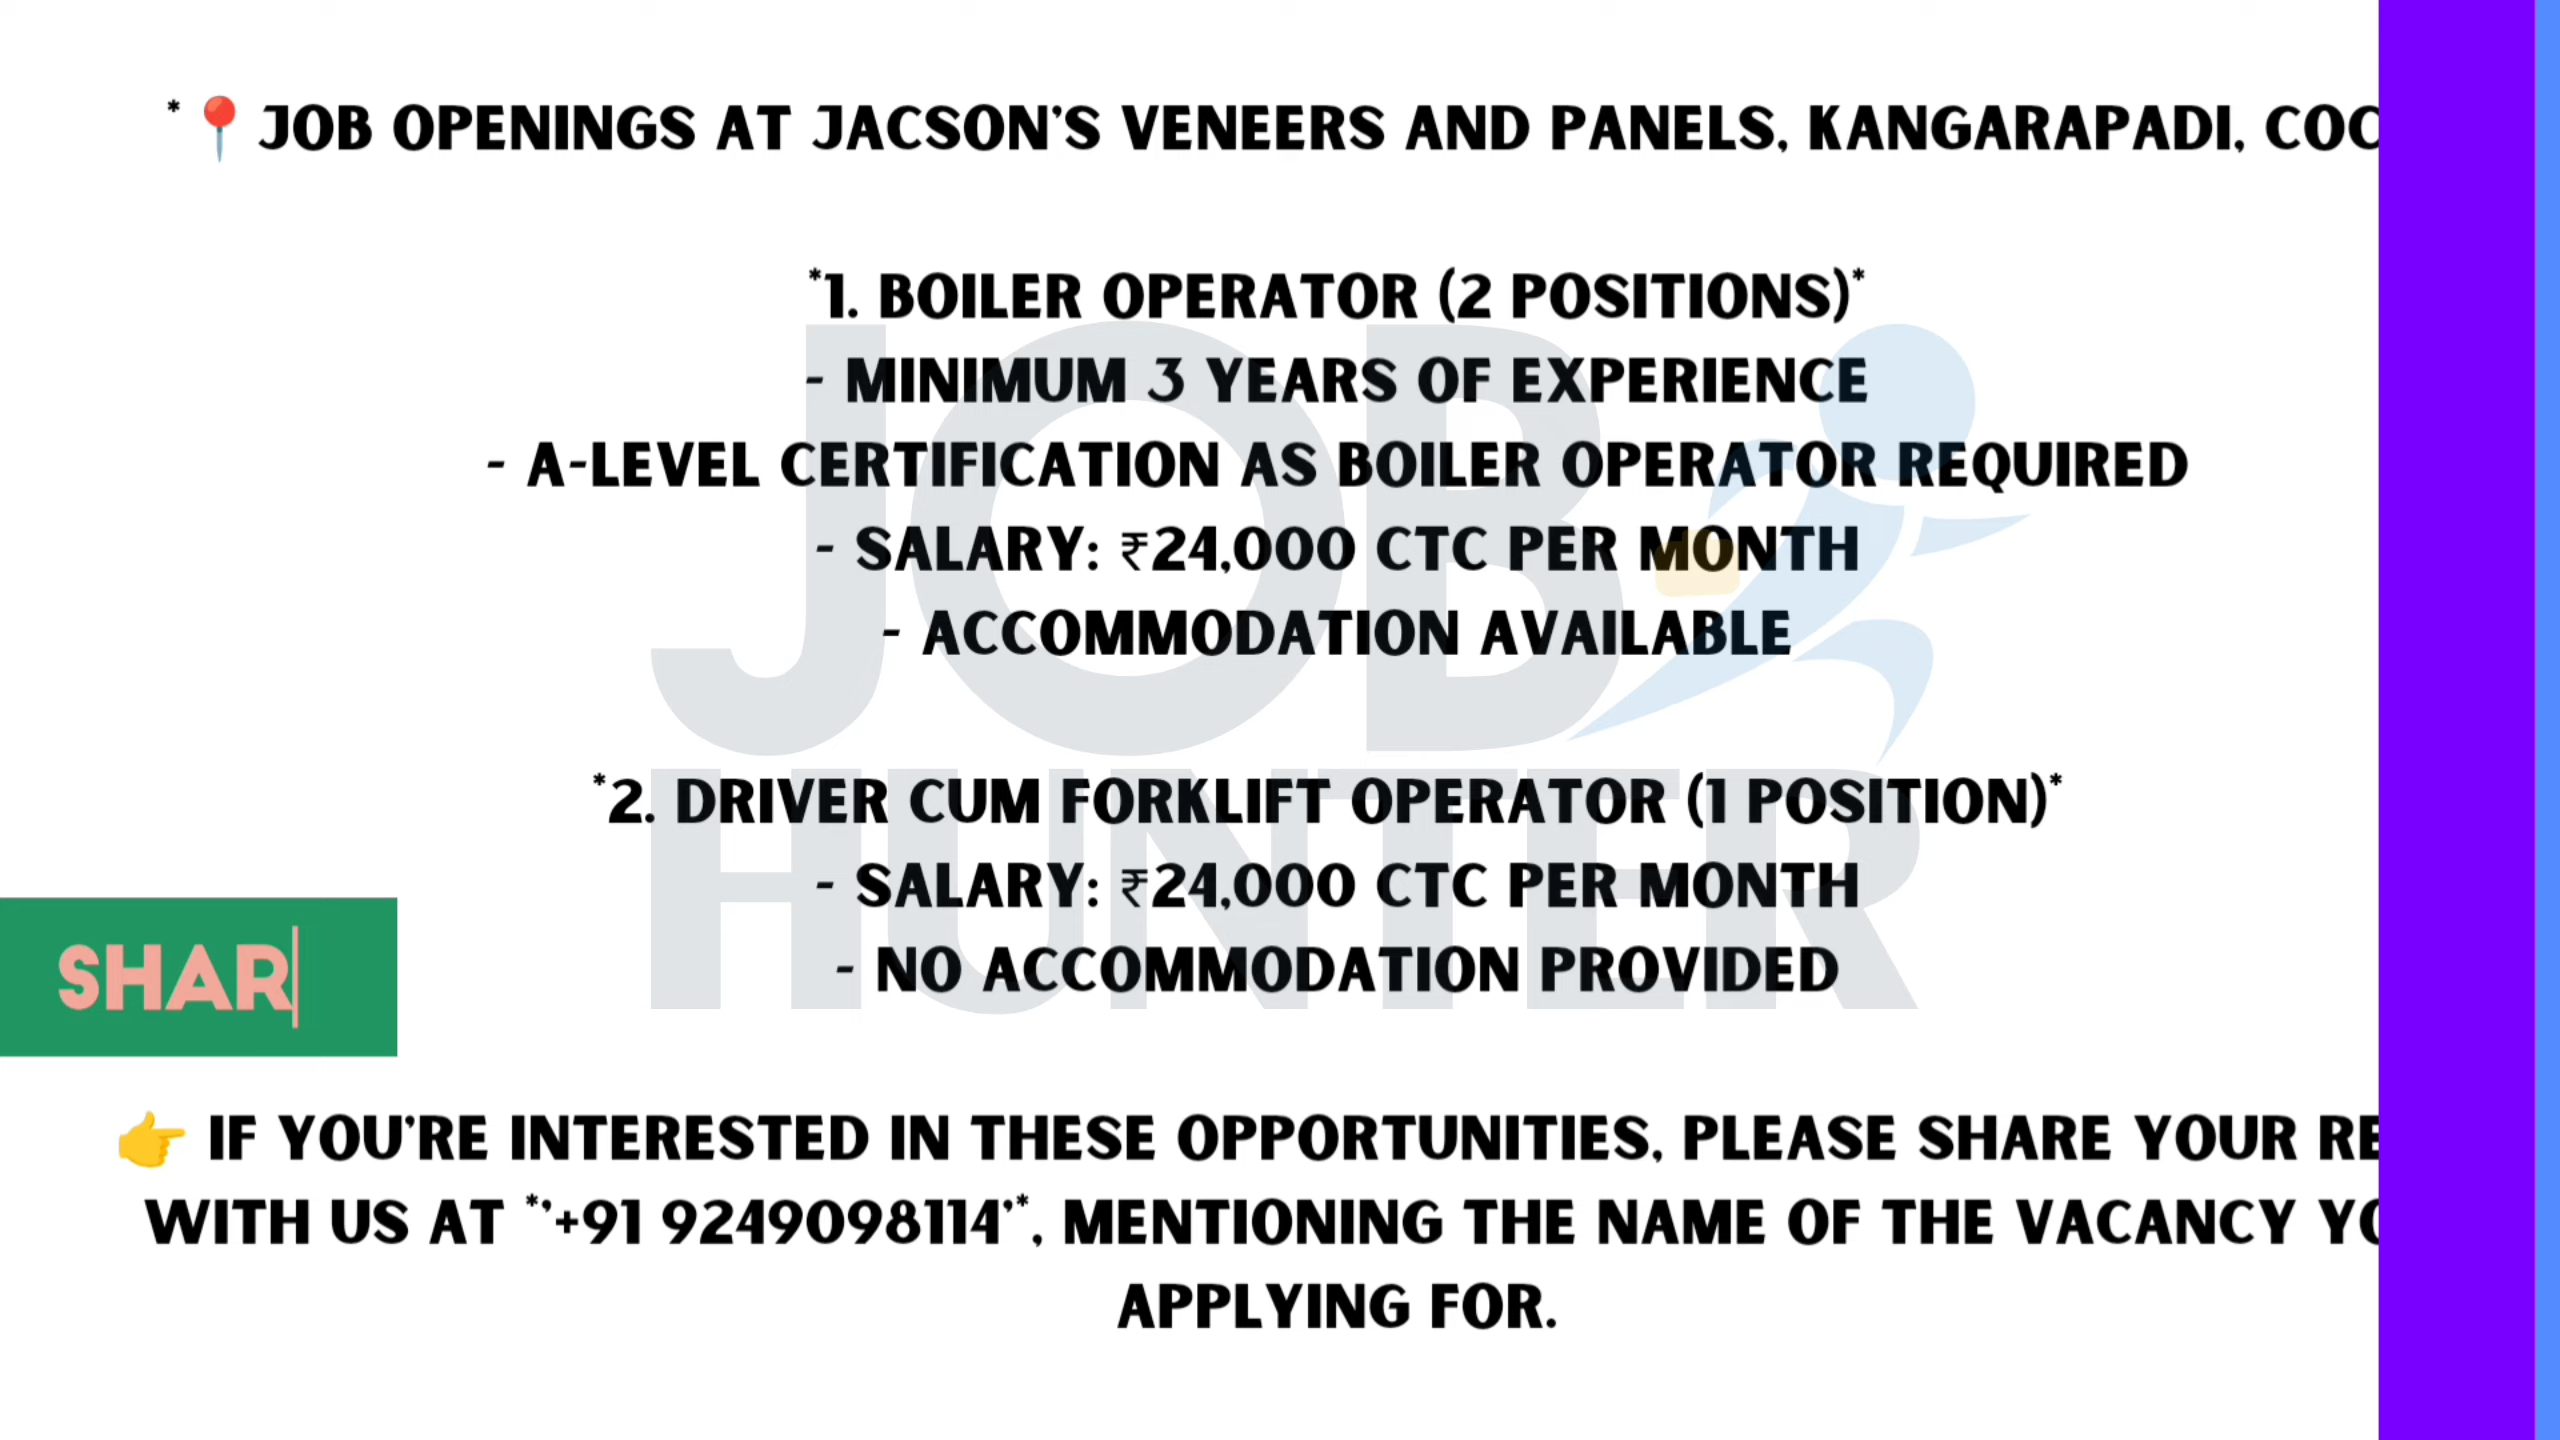 *📍JOB OPENINGS AT JACSON'S VENEERS AND PANELS, KANGARAPADI, COC
*1. BOILER OPERATOR (2 POSITIONS)*
- MINIMUM 3 YEARS OF EXPERIENCE
- A-LEVEL CERTIFICATION AS BOILER OPERATOR REQUIRED
- SALARY: ₹24,000 CTC PER MONTH
- ACCOMMODATION AVAILABLE
*2. DRIVER CUM FORKLIFT OPERATOR (1 POSITION)*
- SALARY: ₹24,000 CTC PER MONTH
- NO ACCOMMODATION PROVIDED
SHAR
👉 IF YOU'RE INTERESTED IN THESE OPPORTUNITIES, PLEASE SHARE YOUR RE
WITH US AT *'+91 9249098114'*, MENTIONING THE NAME OF THE VACANCY YO
APPLYING FOR.
JOB
HUNTER